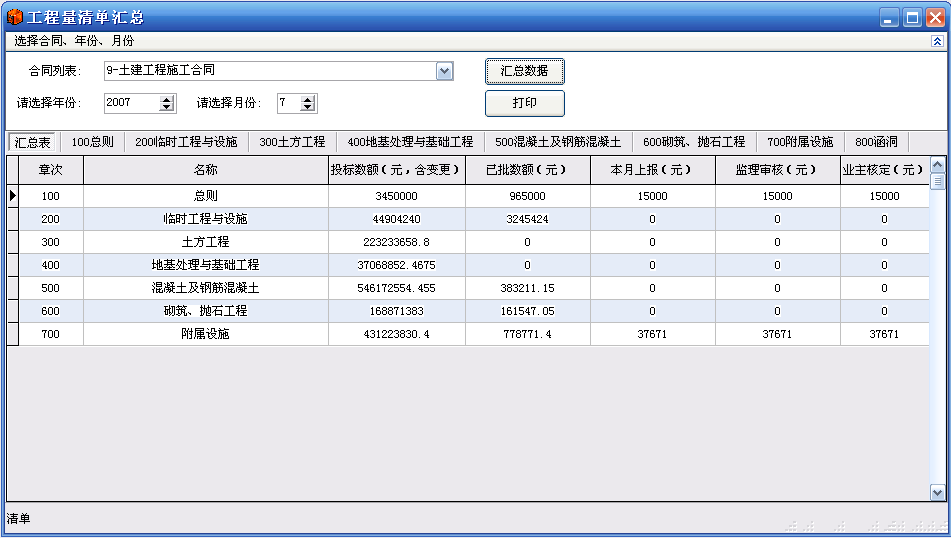 工程量清单汇总
选择合同、年份、月份
合同列表: 9-土建工程施工合同 汇总数据
请选择年份: 2007 请选择月份: 7 打印
汇总表 100总则 200临时工程与设施 300土方工程 400地基处理与基础工程 500混凝土及钢筋混凝土 600砌筑、抛石工程 700附属设施 800涵洞
章次 名称 投标数额(元,含变更) 已批数额(元) 本月上报(元) 监理审核(元) 业主核定(元)
100 总则 3450000 965000 15000 15000 15000
200 临时工程与设施 44904240 3245424 0 0 0
300 土方工程 223233658.8 0 0 0 0
400 地基处理与基础工程 37068852.4675 0 0 0 0
500 混凝土及钢筋混凝土 546172554.455 383211.15 0 0 0
600 砌筑、抛石工程 168871383 161547.05 0 0 0
700 附属设施 431223830.4 778771.4 37671 37671 37671
清单